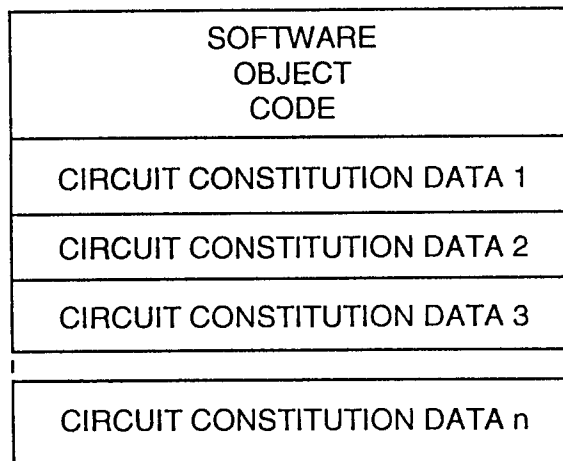 SOFTWARE
OBJECT
CODE
CIRCUIT CONSTITUTION DATA 1
CIRCUIT CONSTITUTION DATA 2
CIRCUIT CONSTITUTION DATA 3
CIRCUIT CONSTITUTION DATA n